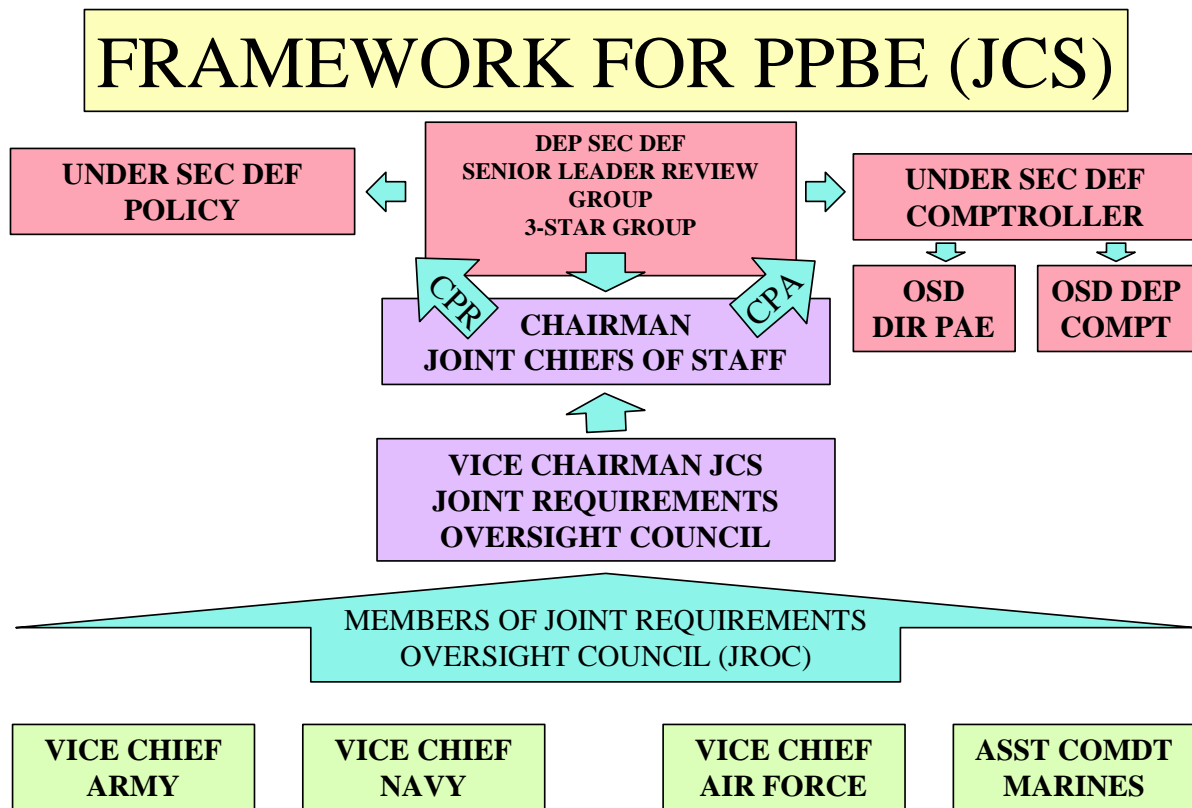 FRAMEWORK FOR PPBE (JCS)
UNDER SEC DEF
POLICY
DEP SEC DEF
SENIOR LEADER REVIEW
GROUP
3-STAR GROUP
UNDER SEC DEF
COMPTROLLER
OSD
DIR PAE
OSD DEP
COMPT
CPR
CPA
CHAIRMAN
JOINT CHIEFS OF STAFF
VICE CHAIRMAN JCS
JOINT REQUIREMENTS
OVERSIGHT COUNCIL
MEMBERS OF JOINT REQUIREMENTS
OVERSIGHT COUNCIL (JROC)
VICE CHIEF
ARMY
VICE CHIEF
NAVY
VICE CHIEF
AIR FORCE
ASST COMDT
MARINES